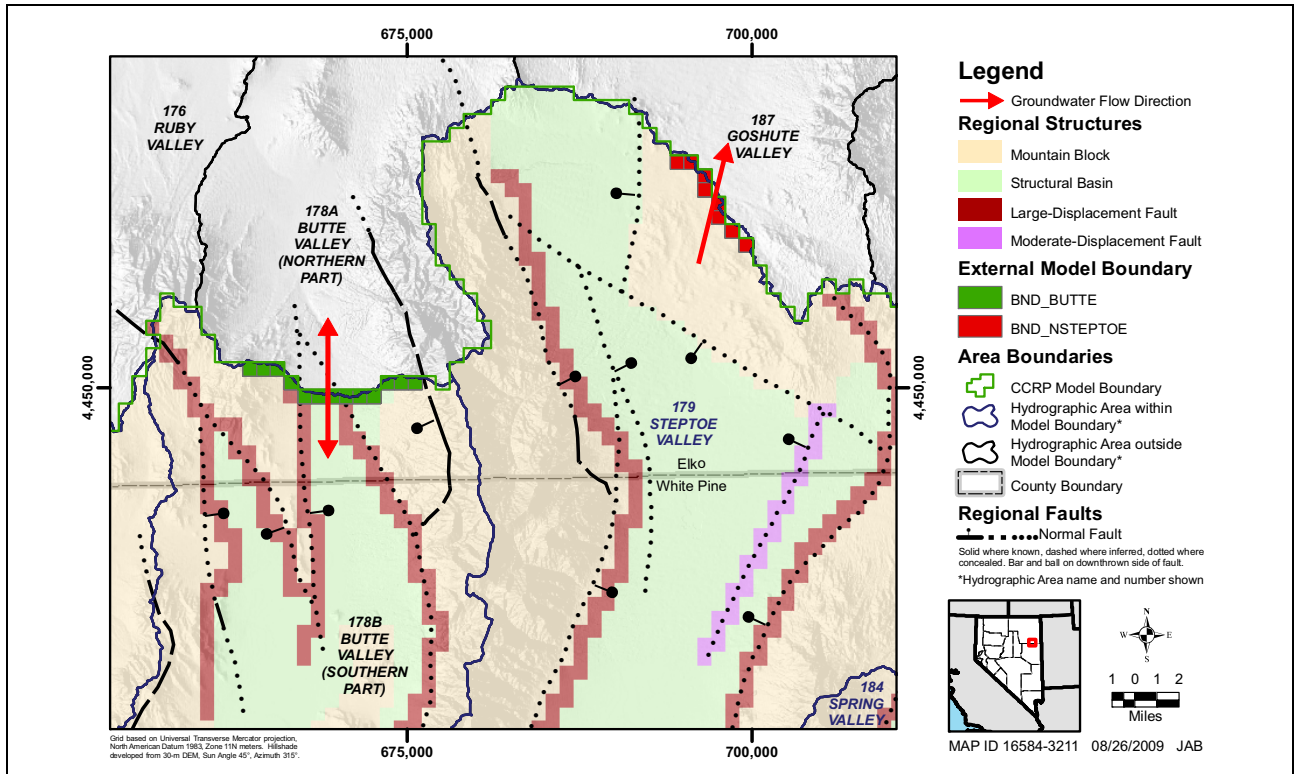 675,000
700,000
176
RUBY
VALLEY
187
GOSHUTE
VALLEY
178A
BUTTE
VALLEY
(NORTHERN
PART)
4,450,000
4,450,000
179
STEPTOE
VALLEY
Elko
White Pine
178B
BUTTE
VALLEY
(SOUTHERN
PART)
184
SPRING
VALLEY
675,000
700,000
Grid based on Universal Transverse Mercator projection,
North American Datum 1983, Zone 11N meters. Hillshade
developed from 30-m DEM, Sun Angle 45°, Azimuth 315°.
Legend
Groundwater Flow Direction
Regional Structures
Mountain Block
Structural Basin
Large-Displacement Fault
Moderate-Displacement Fault
External Model Boundary
BND_BUTTE
BND_NSTEPTOE
Area Boundaries
CCRP Model Boundary
Hydrographic Area within
Model Boundary*
Hydrographic Area outside
Model Boundary*
County Boundary
Regional Faults
Normal Fault
Solid where known, dashed where inferred, dotted where
concealed. Bar and ball on downthrown side of fault.
*Hydrographic Area name and number shown
N
W E
S
1 0 1 2
Miles
MAP ID 16584-3211 08/26/2009 JAB